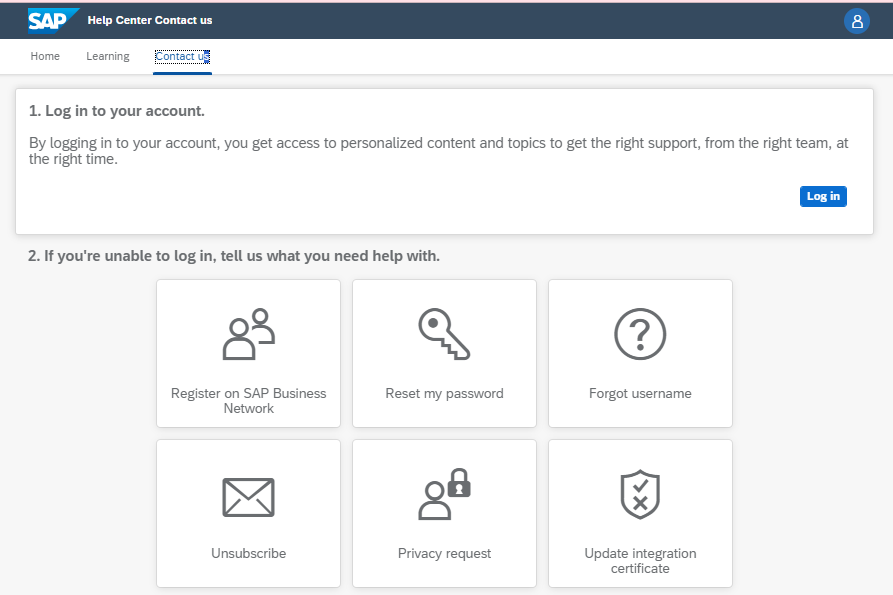 SAP Help Center Contact us
Home Learning Contact us
1. Log in to your account.
By logging in to your account, you get access to personalized content and topics to get the right support, from the right team, at
the right time.
Log in
2. If you're unable to log in, tell us what you need help with.
Register on SAP Business
Network
Reset my password
Forgot username
Unsubscribe
Privacy request
Update integration
certificate